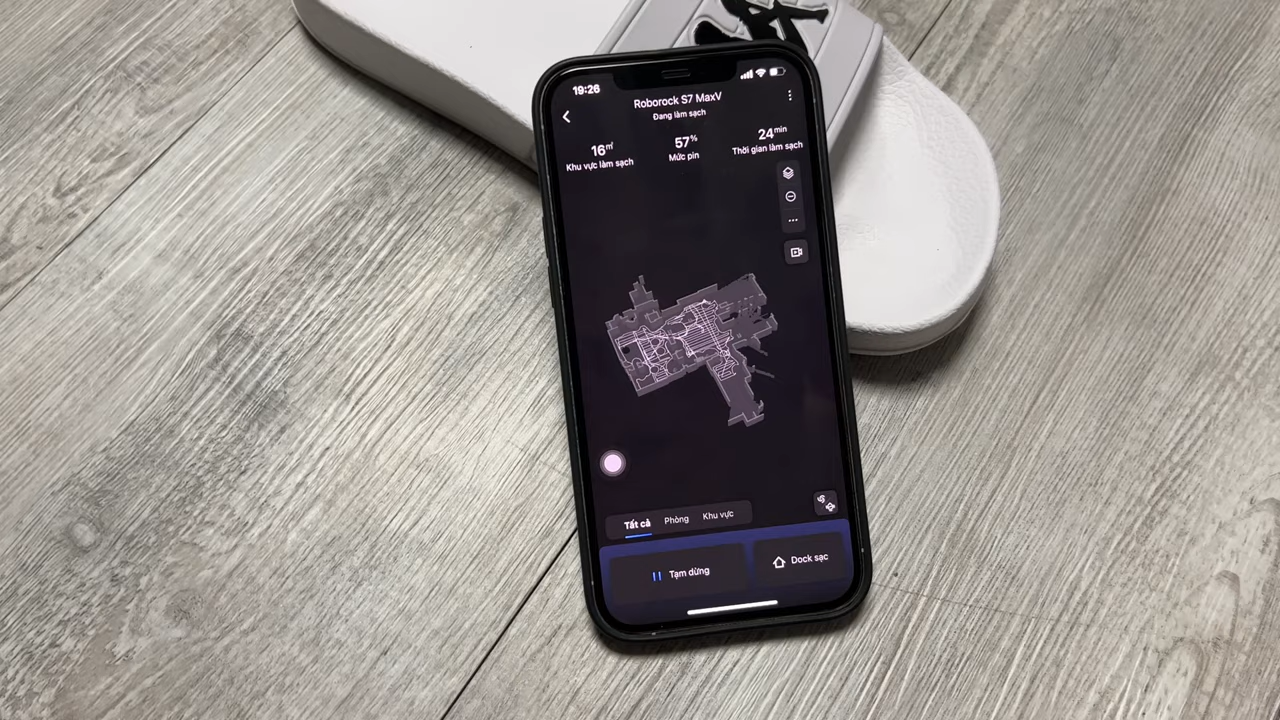 19:26
Roborock S7 MaxV
Đang làm sạch
16㎡
Khu vực làm sạch
57%
Mức pin
24min
Thời gian làm sạch
Tất cả
Phòng
Khu vực
Tạm dừng
Dock sạc